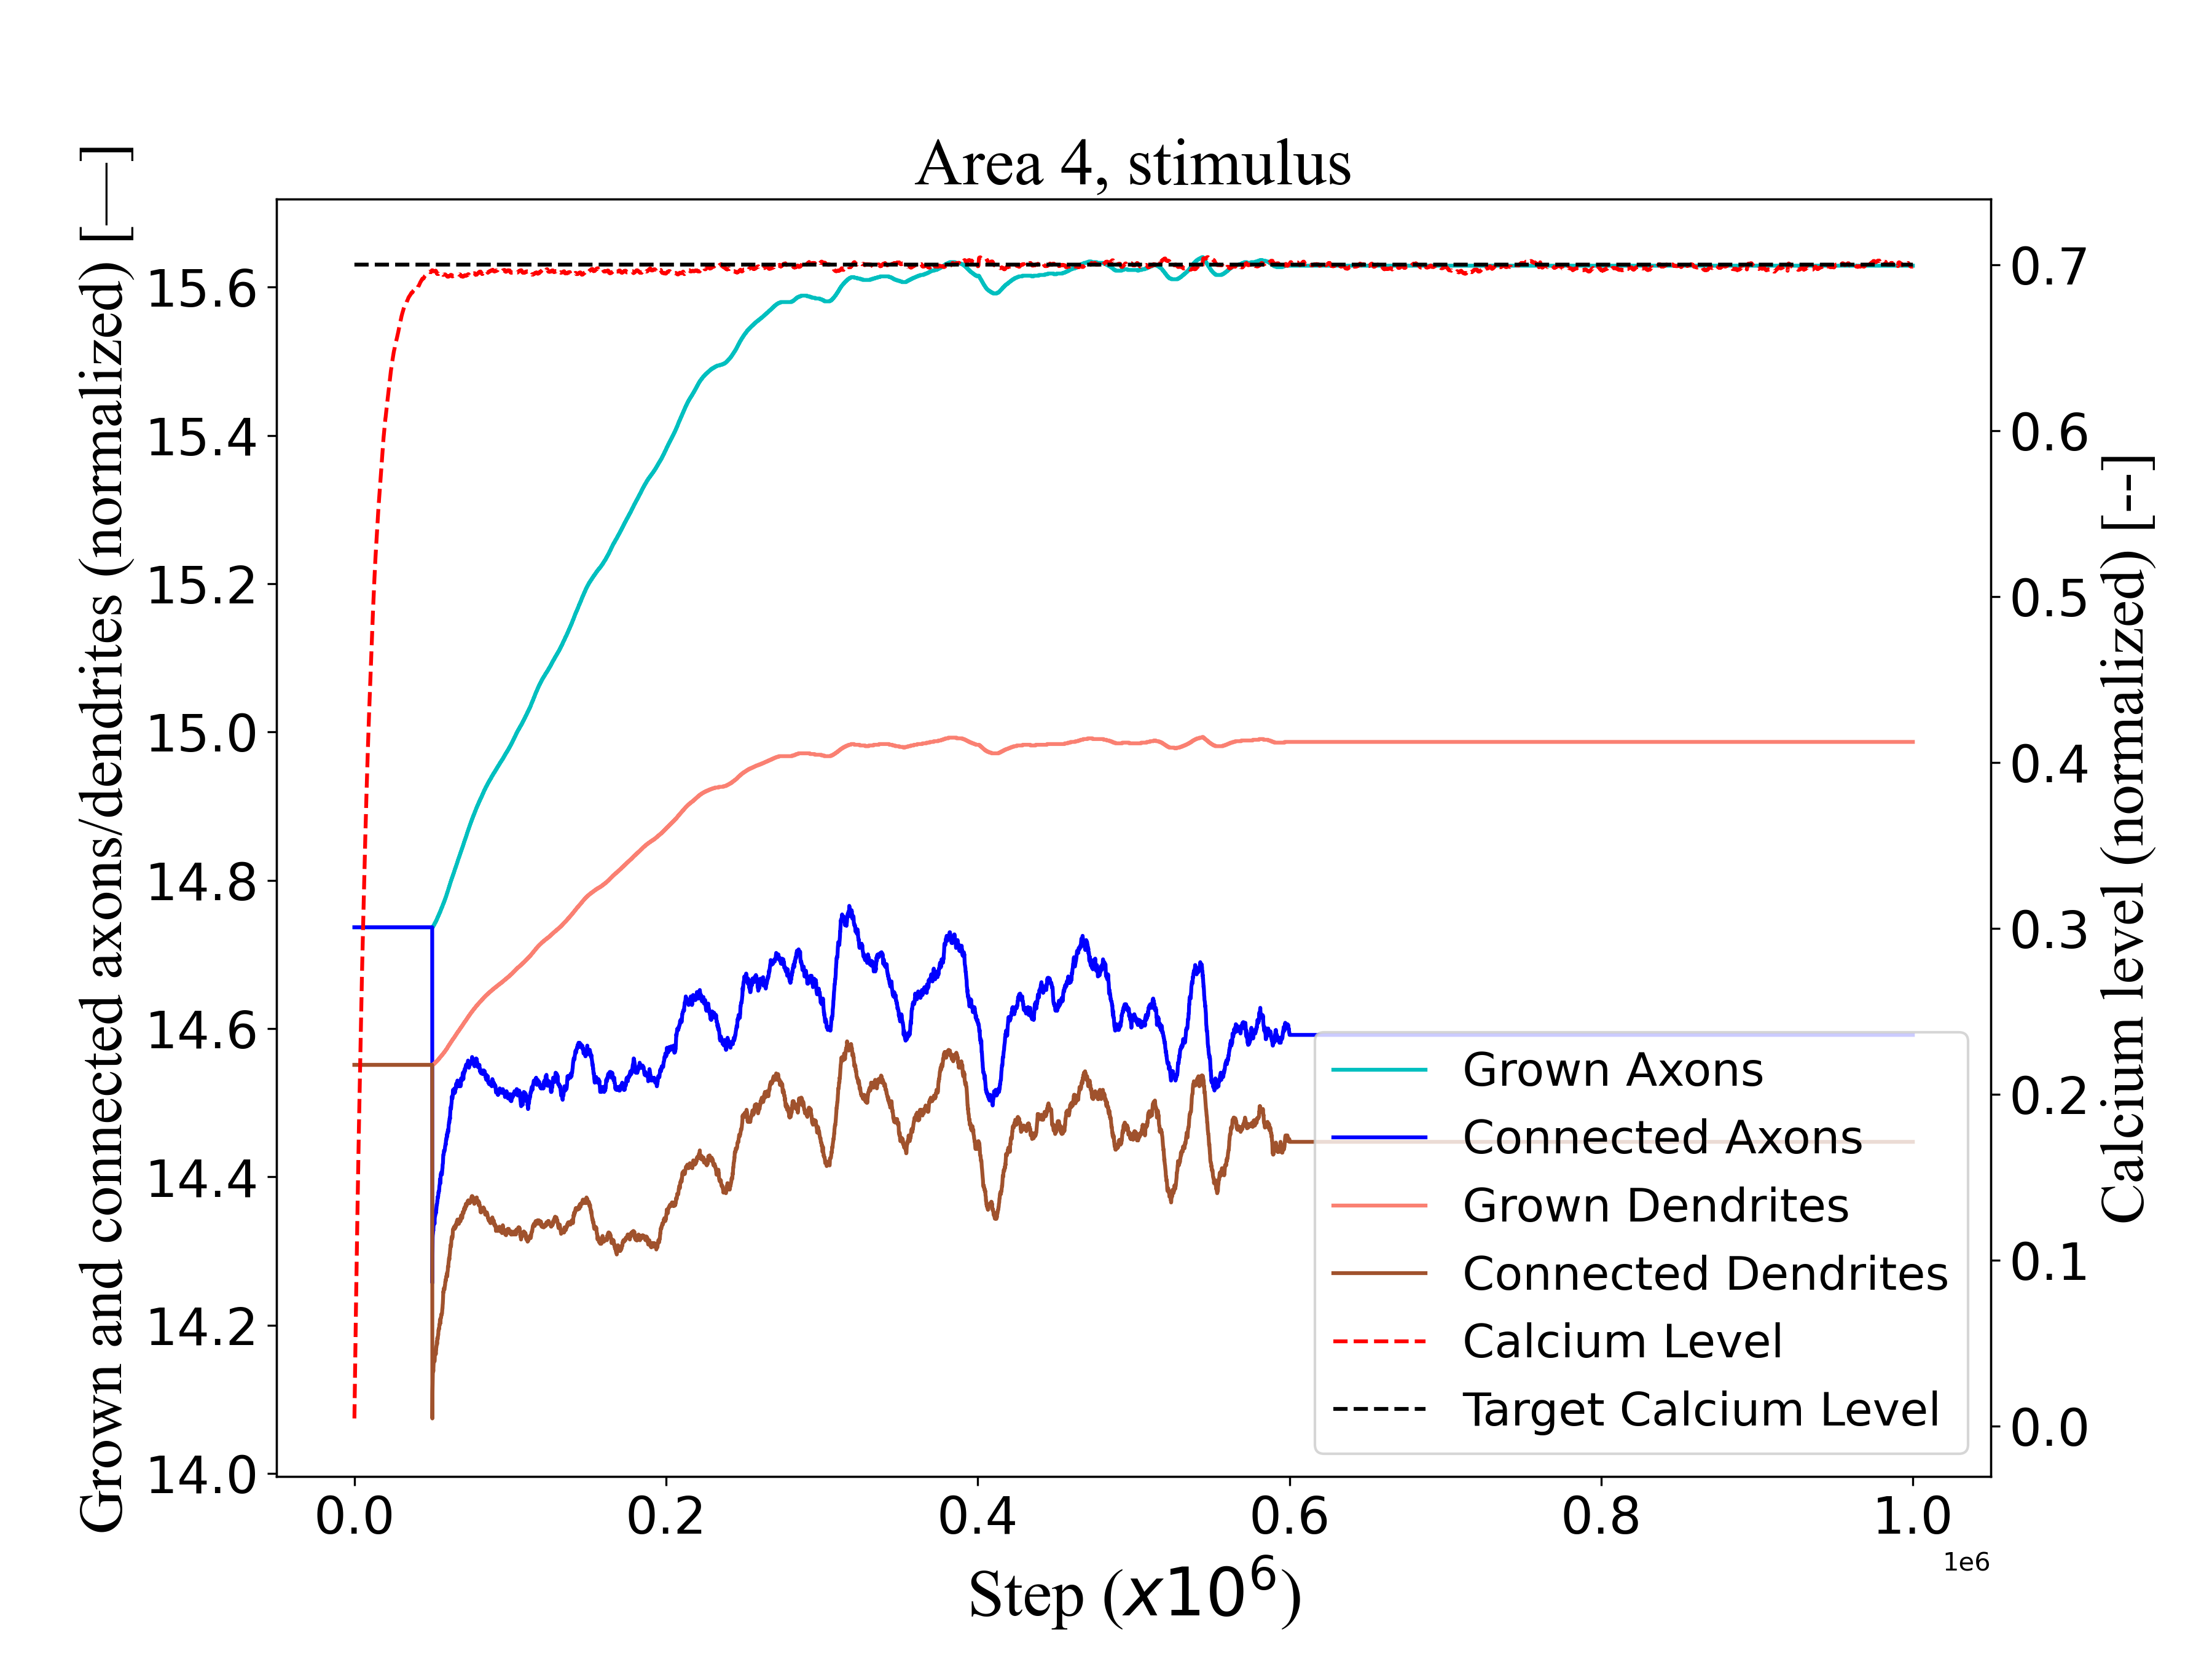 Area 4, stimulus
Grown and connected axons/dendrites (normalized) [—]
15.6
15.4
15.2
15.0
14.8
14.6
14.4
14.2
14.0
0.7
0.6
0.5
0.4
0.3
0.2
0.1
0.0
Calcium level (normalized) [--]
Grown Axons
Connected Axons
Grown Dendrites
Connected Dendrites
Calcium Level
Target Calcium Level
0.0 0.2 0.4 0.6 0.8 1.0
1e6
Step (x10⁶)